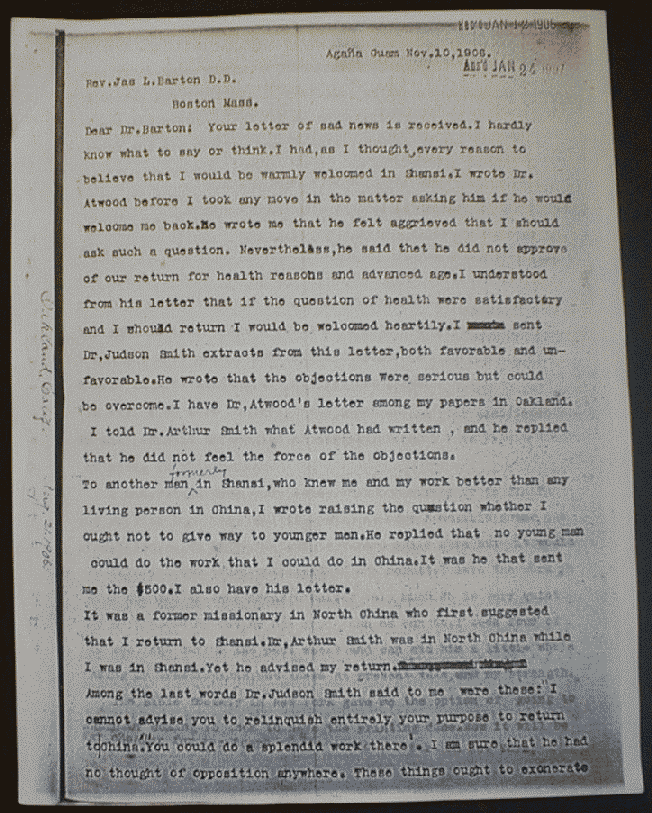 JAN 12 1906
Agaña Guam Nov.10,1906.
Ans'd JAN 24 1907
Rev.Jas L.Barton D.D.
Boston Mass.
Dear Dr.Barton: Your letter of sad news is received.I hardly
know what to say or think.I had,as I thought,every reason to
believe that I would be warmly welcomed in Shansi.I wrote Dr.
Atwood before I took any move in the matter asking him if he would
welcome me back.He wrote me that he felt aggrieved that I should
ask such a question. Nevertheless,he said that he did not approve
of our return for health reasons and advanced age.I understood
from his letter that if the question of health were satisfactory
and I should return I would be welcomed heartily.I sent
Dr,Judson Smith extracts from this letter,both favorable and un-
favorable.He wrote that the objections were serious but could
be overcome.I have Dr,Atwood's letter among my papers in Oakland.
I told Dr.Arthur Smith what Atwood had written , and he replied
that he did not feel the force of the objections.
formerly
To another man in Shansi,who knew me and my work better than any
living person in China,I wrote raising the question whether I
ought not to give way to younger men.He replied that no young man
could do the work that I could do in China.It was he that sent
me the $500.I also have his letter.
It was a former missionary in North China who first suggested
that I return to Shansi.Dr,Arthur Smith was in North China while
I was in Shansi.Yet he advised my return.
Among the last words Dr.Judson Smith said to me were these: I
cannot advise you to relinquish entirely your purpose to return
toChina.You could do a splendid work there'. I am sure that he had
no thought of opposition anywhere. These things ought to exonerate